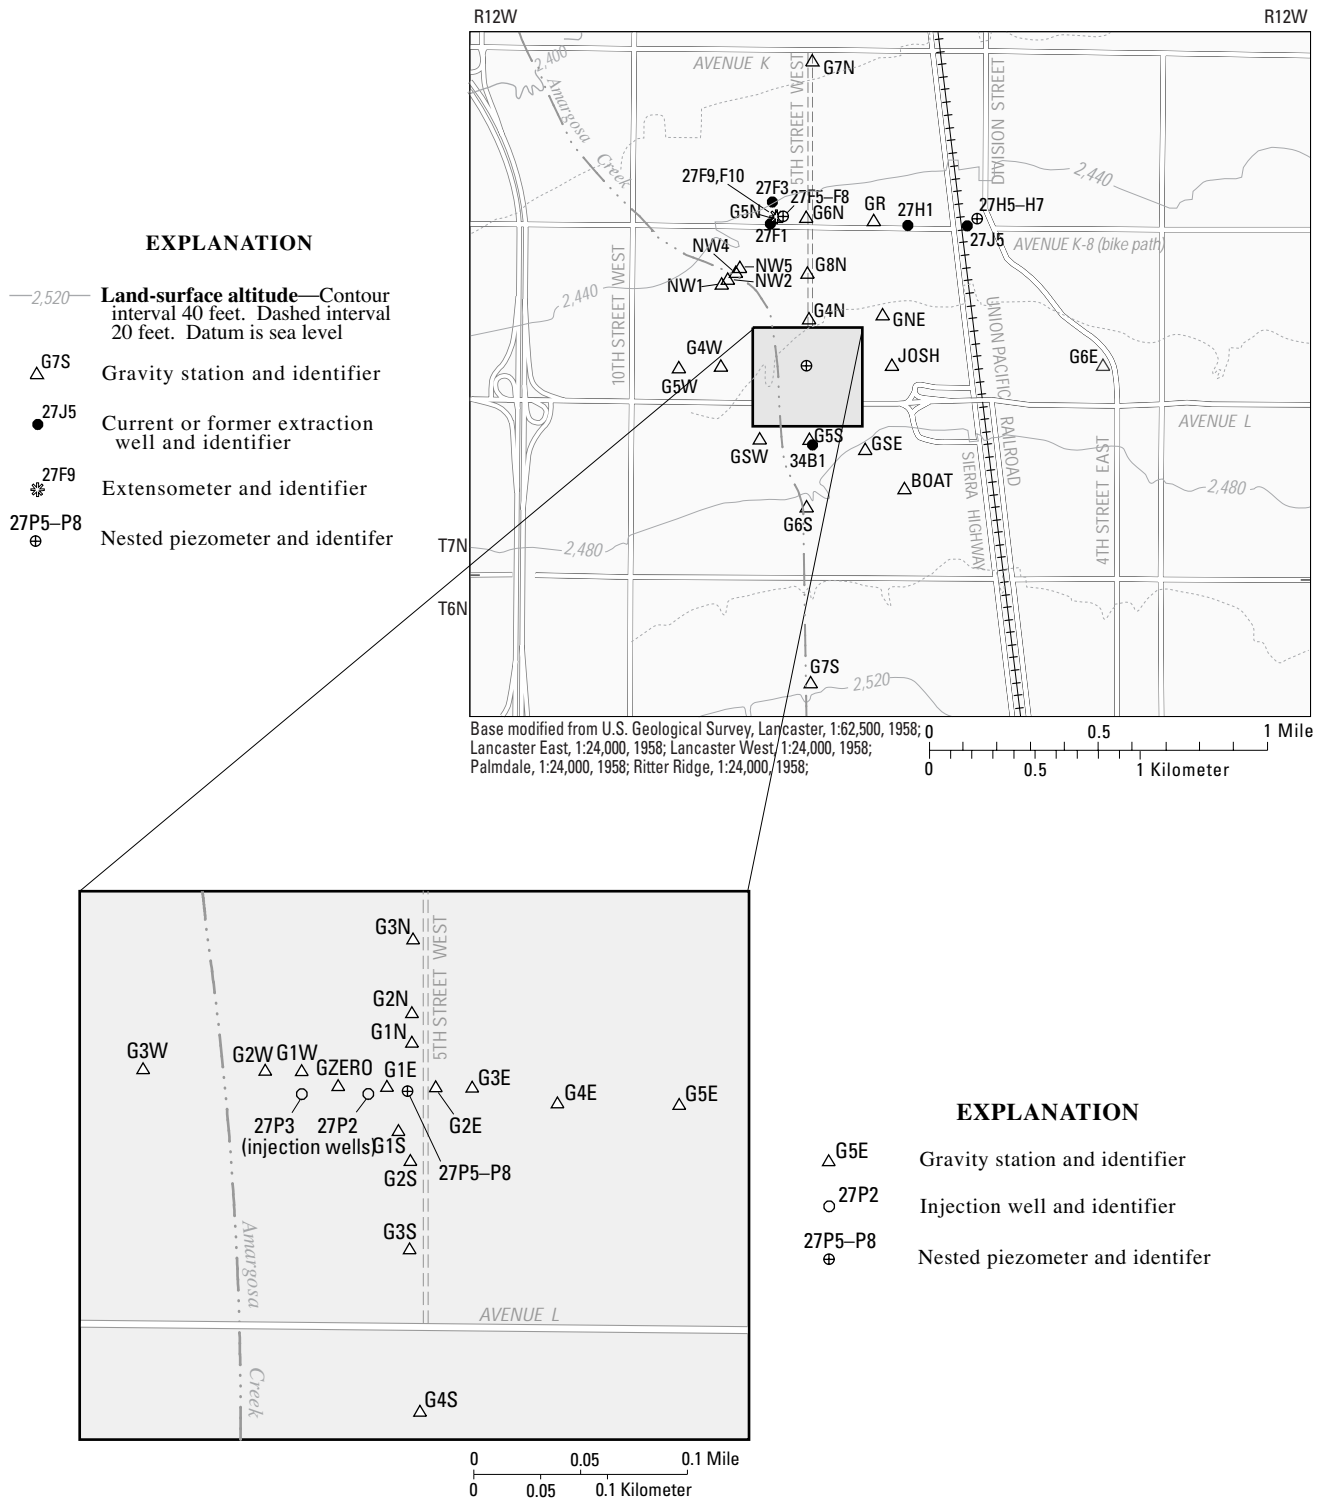 R12W
R12W
2,400
AVENUE K
G7N
Amargosa
Creek
5TH STREET WEST
DIVISION STREET
2,440
27F9,F10
27F3
27F5–F8
G5N
G6N
GR
27H1
27H5–H7
27F1
27J5
AVENUE K-8 (bike path)
NW4
NW5
G8N
NW1
NW2
10TH STREET WEST
2,440
G4N
GNE
UNION PACIFIC RAILROAD
G4W
JOSH
G6E
G5W
AVENUE L
G5S
GSW
34B1
GSE
SIERRA HIGHWAY
4TH STREET EAST
BOAT
2,480
G6S
T7N
2,480
T6N
G7S
2,520
Base modified from U.S. Geological Survey, Lancaster, 1:62,500, 1958;
Lancaster East, 1:24,000, 1958; Lancaster West, 1:24,000, 1958;
Palmdale, 1:24,000, 1958; Ritter Ridge, 1:24,000, 1958;
0 0.5 1 Mile
0 0.5 1 Kilometer
EXPLANATION
2,520 Land-surface altitude—Contour
interval 40 feet. Dashed interval
20 feet. Datum is sea level
G7S Gravity station and identifier
27J5 Current or former extraction
well and identifier
27F9 Extensometer and identifier
27P5–P8 Nested piezometer and identifer
G3N
5TH STREET WEST
G2N
G1N
G3W
G2W G1W
GZERO
G1E
G3E
G4E
G5E
27P3
27P2
G2E
(injection wells)
G1S
G2S
27P5–P8
G3S
Amargosa
Creek
AVENUE L
G4S
0 0.05 0.1 Mile
0 0.05 0.1 Kilometer
EXPLANATION
G5E Gravity station and identifier
27P2 Injection well and identifier
27P5–P8 Nested piezometer and identifer